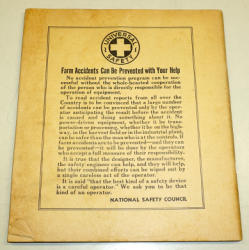 UNIVERSAL
SAFETY
Farm Accidents Can Be Prevented with Your Help
No accident prevention program can be suc-
cessful without the whole-hearted cooperation
of the person who is directly responsible for the
operation of equipment.
To read accident reports from all over the
Country is to be convinced that a large number
of accidents can be prevented only by the oper-
ator anticipating the result before the accident
is caused and doing something about it. No
power-driven equipment, whether it be trans-
portation or processing, whether it be on the high-
way, in the harvest field or in the industrial plant,
can be safer than the man who is at the controls. If
farm accidents are to be prevented—and they can
be prevented—it will be done by the operators
who accept a full measure of their responsibility.
It is true that the designer, the manufacturer,
the safety engineer can help, and they will help,
but their combined efforts can be wiped out by
a single careless act of the operator.
It is said "that the best kind of a safety device
is a careful operator." We ask you to be that
kind of an operator.
NATIONAL SAFETY COUNCIL